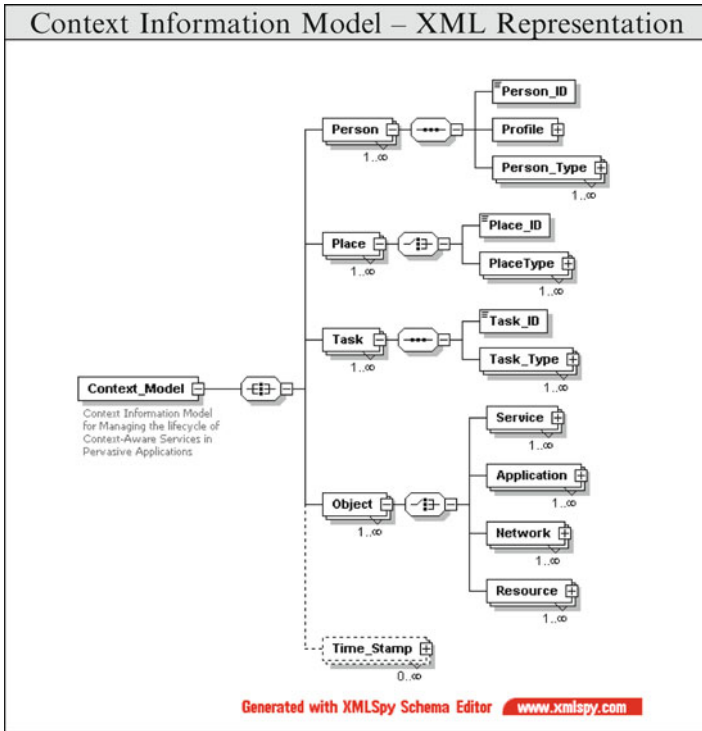 Context Information Model – XML Representation
Person_ID
Person
1..∞
Profile
Person_Type
1..∞
Place
1..∞
Place_ID
PlaceType
1..∞
Task
1..∞
Task_ID
Task_Type
1..∞
Context_Model
Context Information Model
for Managing the lifecycle of
Context-Aware Services in
Pervasive Applications
Object
1..∞
Service
1..∞
Application
1..∞
Network
1..∞
Resource
1..∞
Time_Stamp
0..∞
Generated with XMLSpy Schema Editor www.xmlspy.com